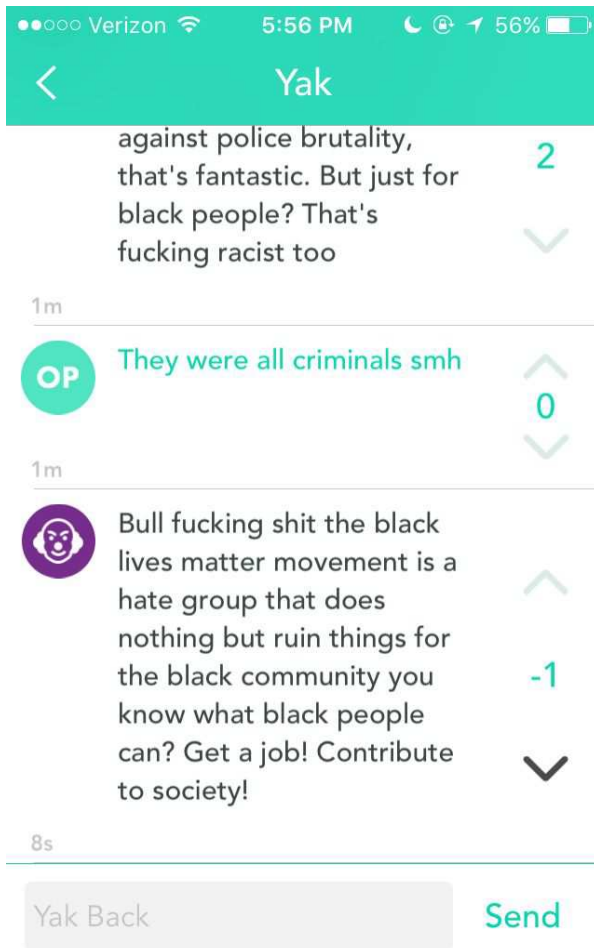 Verizon 5:56 PM 56%
Yak
against police brutality,
that's fantastic. But just for
black people? That's
fucking racist too
2
1m
OP
They were all criminals smh
0
1m
Bull fucking shit the black
lives matter movement is a
hate group that does
nothing but ruin things for
the black community you
know what black people
can? Get a job! Contribute
to society!
-1
8s
Yak Back Send